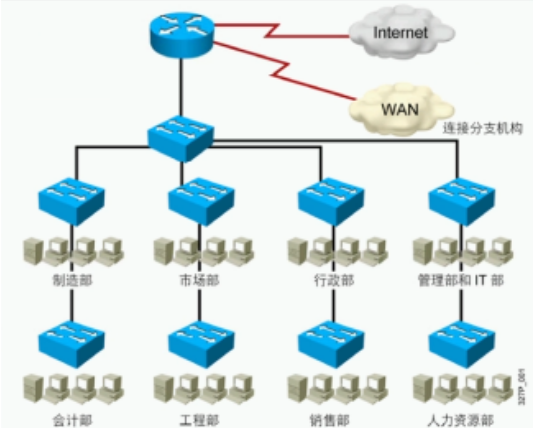 Internet
WAN
连接分支机构
制造部
市场部
行政部
管理部和 IT 部
会计部
工程部
销售部
人力资源部
327P_001